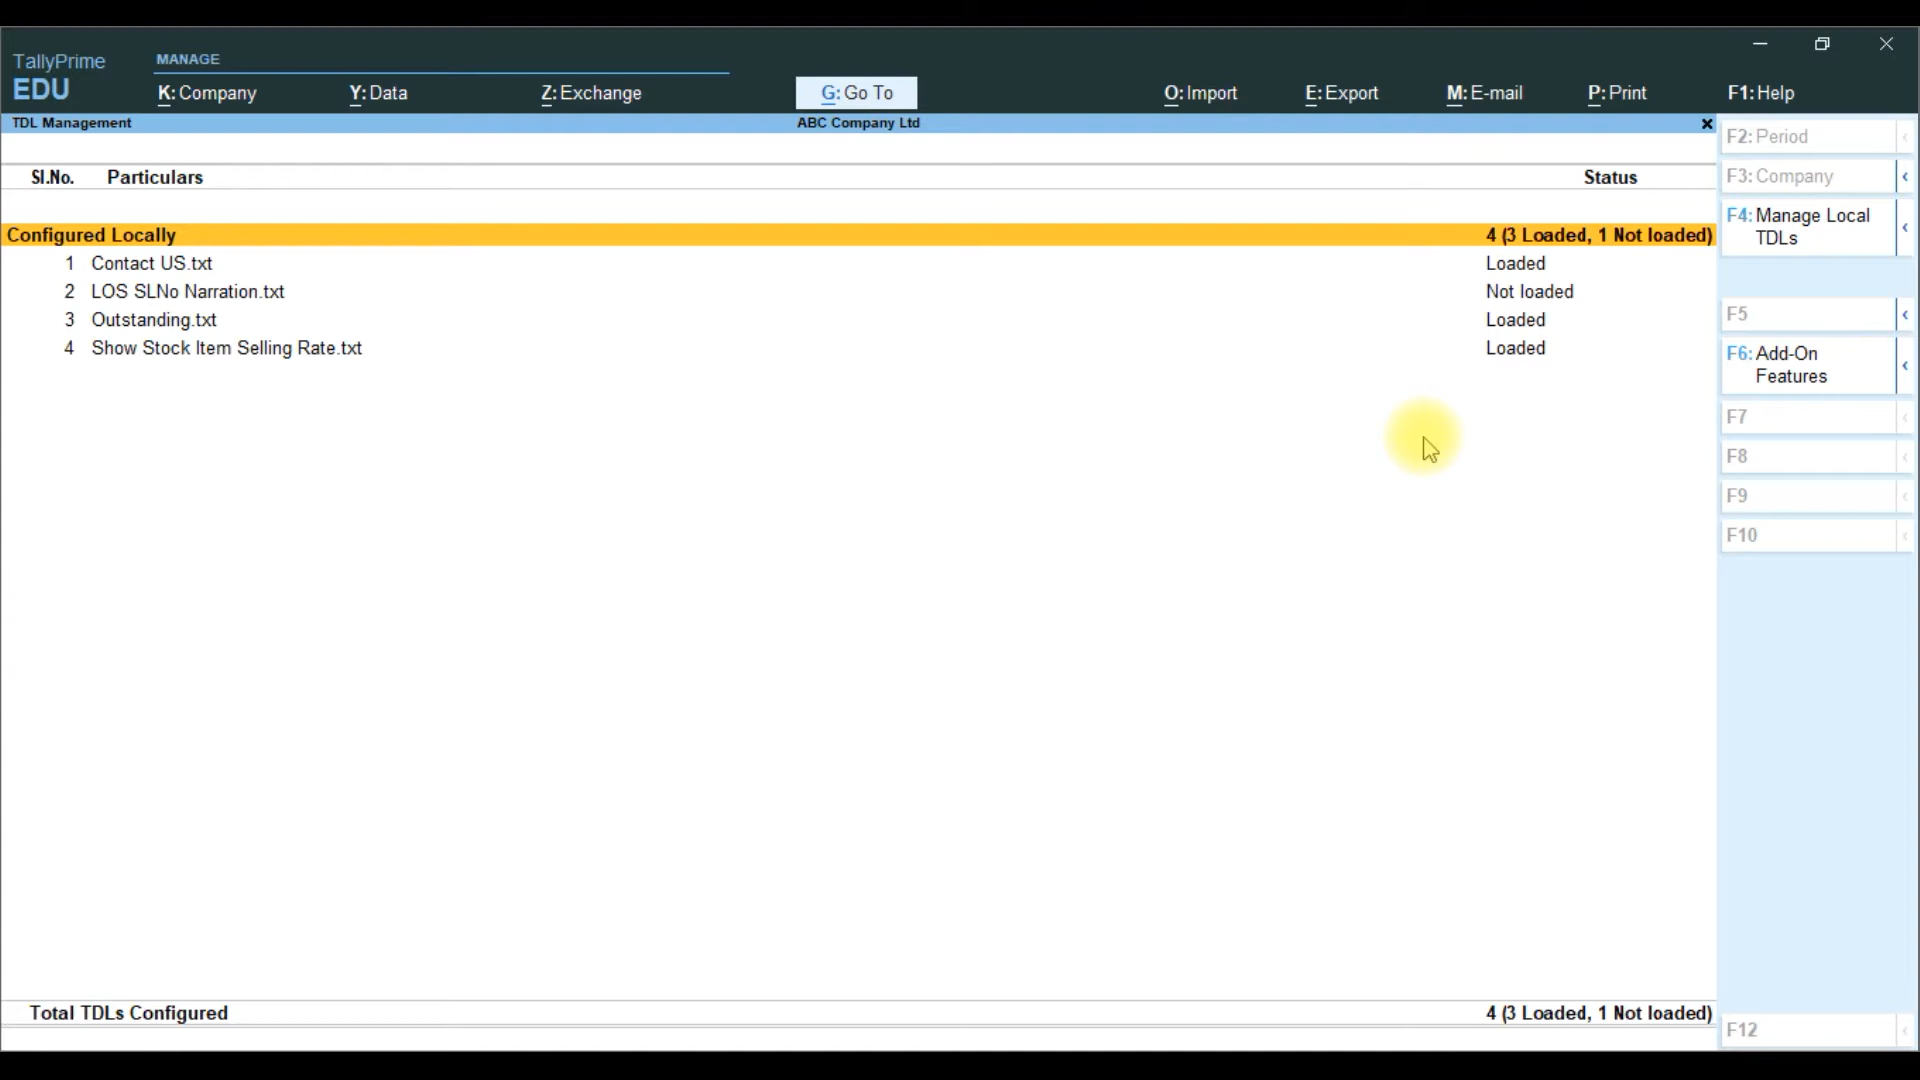 TallyPrime
EDU
MANAGE
K: Company
Y: Data
Z: Exchange
G: Go To
O: Import
E: Export
M: E-mail
P: Print
F1: Help
TDL Management
ABC Company Ltd
Sl.No. Particulars Status
Configured Locally 4 (3 Loaded, 1 Not loaded)
1 Contact US.txt Loaded
2 LOS SLNo Narration.txt Not loaded
3 Outstanding.txt Loaded
4 Show Stock Item Selling Rate.txt Loaded
Total TDLs Configured 4 (3 Loaded, 1 Not loaded)
F2: Period
F3: Company
F4: Manage Local
TDLs
F5
F6: Add-On
Features
F7
F8
F9
F10
F12